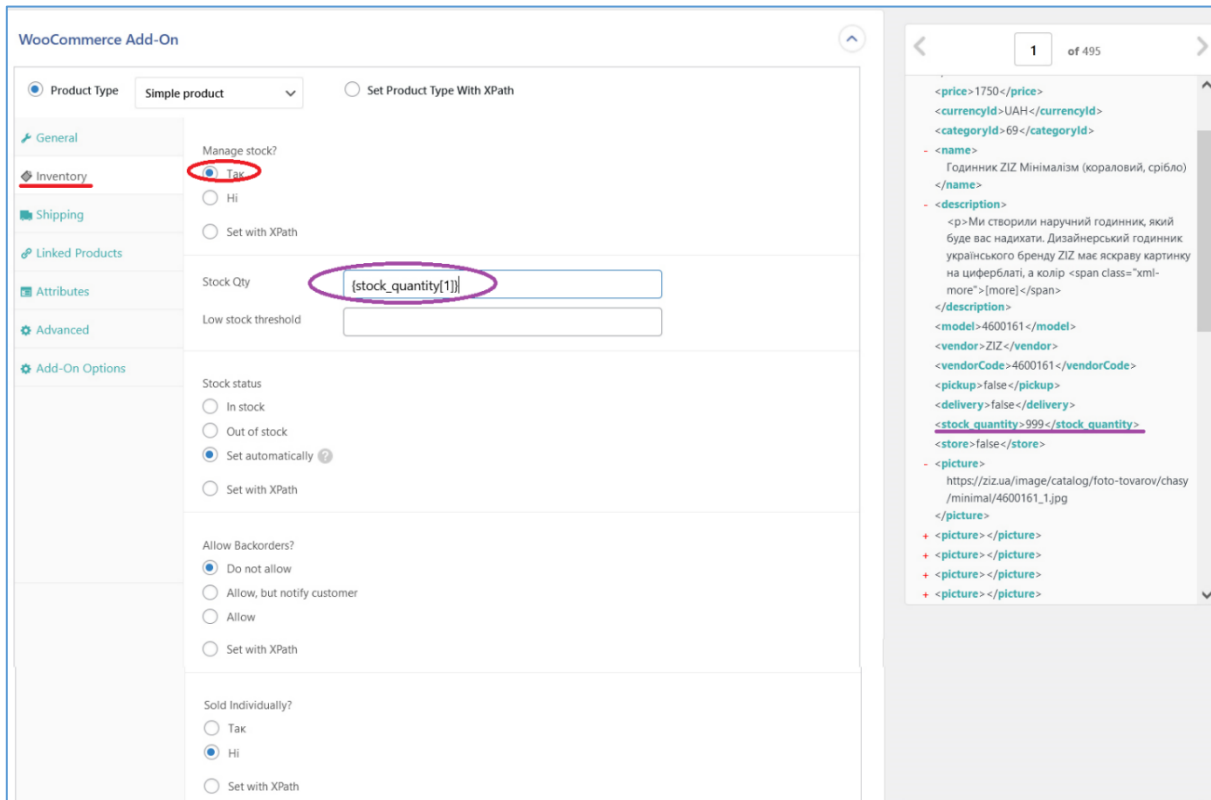 WooCommerce Add-On
Product Type
Simple product
Set Product Type With XPath
General
Inventory
Shipping
Linked Products
Attributes
Advanced
Add-On Options
Manage stock?
Так
Ні
Set with XPath
Stock Qty
{stock_quantity[1]}
Low stock threshold
Stock status
In stock
Out of stock
Set automatically ?
Set with XPath
Allow Backorders?
Do not allow
Allow, but notify customer
Allow
Set with XPath
Sold Individually?
Так
Ні
Set with XPath
1 of 495
<price>1750</price>
<currencyId>UAH</currencyId>
<categoryId>69</categoryId>
- <name>
Годинник ZIZ Мінімалізм (кораловий, срібло)
</name>
- <description>
<p>Ми створили наручний годинник, який
буде вас надихати. Дизайнерський годинник
українського бренду ZIZ має яскраву картинку
на циферблаті, а колір <span class="xml-
more">[more]</span>
</description>
<model>4600161</model>
<vendor>ZIZ</vendor>
<vendorCode>4600161</vendorCode>
<pickup>false</pickup>
<delivery>false</delivery>
<stock_quantity>999</stock_quantity>
<store>false</store>
- <picture>
https://ziz.ua/image/catalog/foto-tovarov/chasy
/minimal/4600161_1.jpg
</picture>
+ <picture></picture>
+ <picture></picture>
+ <picture></picture>
+ <picture></picture>